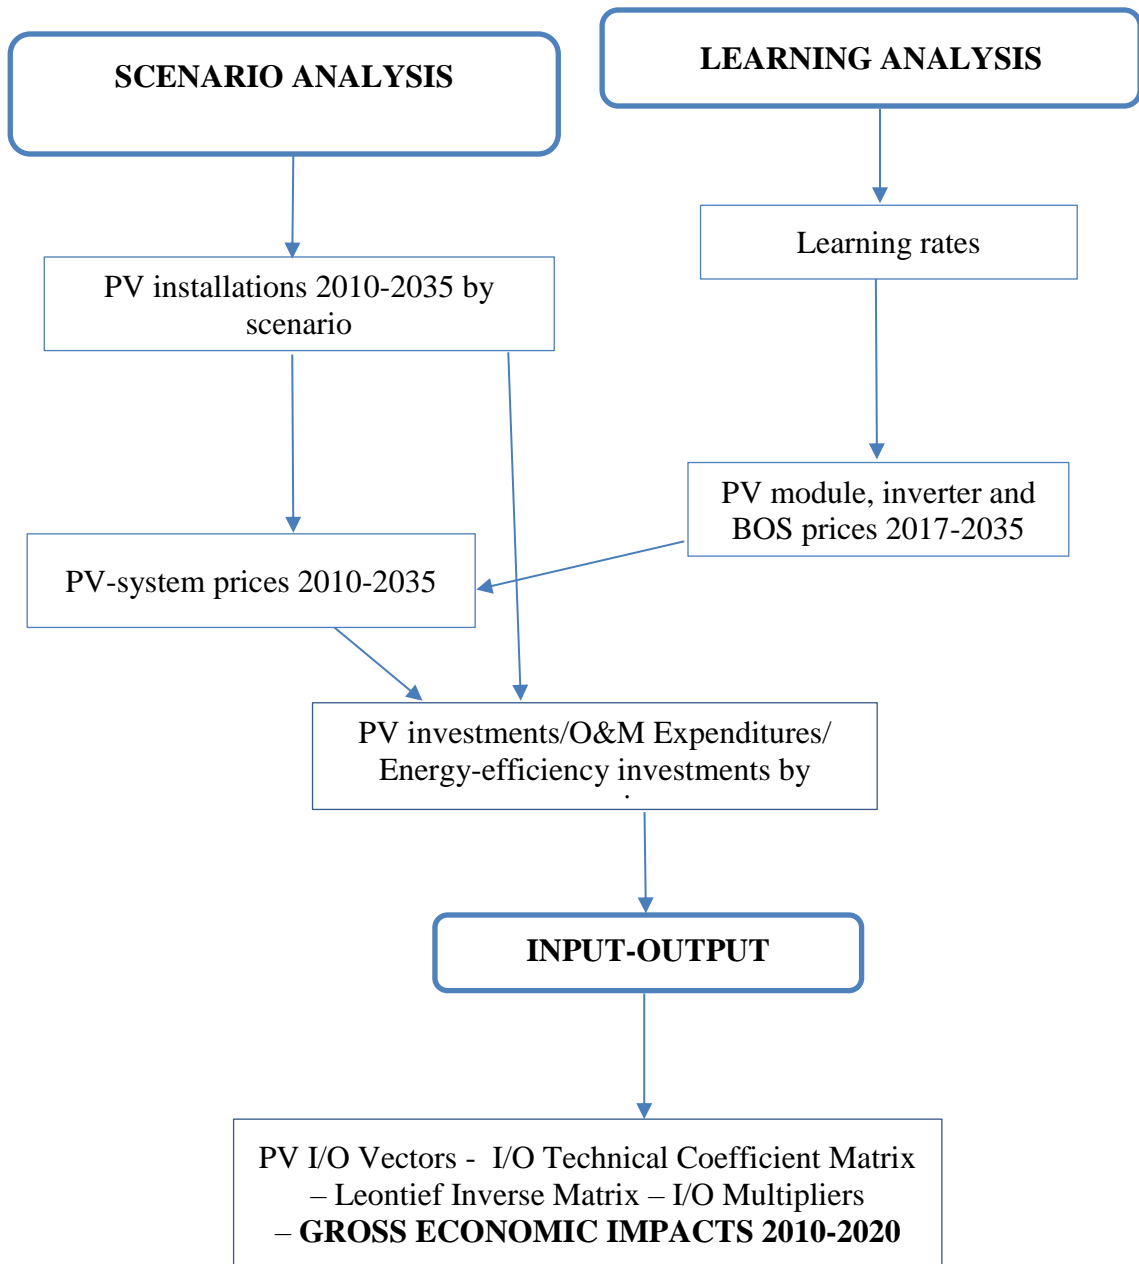 SCENARIO ANALYSIS
LEARNING ANALYSIS
Learning rates
PV installations 2010-2035 by
scenario
PV module, inverter and
BOS prices 2017-2035
PV-system prices 2010-2035
PV investments/O&M Expenditures/
Energy-efficiency investments by
INPUT-OUTPUT
PV I/O Vectors - I/O Technical Coefficient Matrix
– Leontief Inverse Matrix – I/O Multipliers
– GROSS ECONOMIC IMPACTS 2010-2020